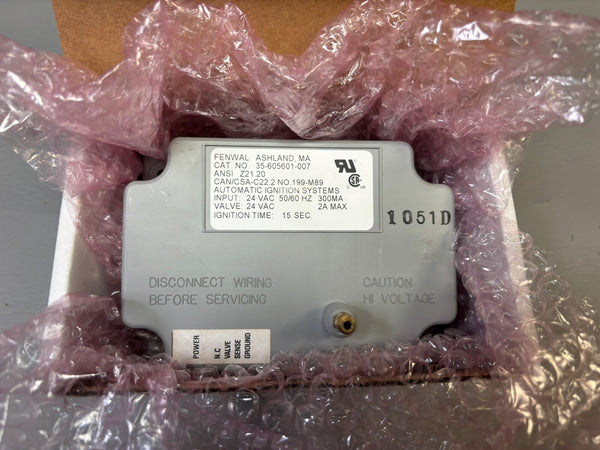 FENWAL ASHLAND, MA
CAT. NO. 35-605601-007
ANSI Z21.20
CAN/CSA-C22.2 NO.199-M89
AUTOMATIC IGNITION SYSTEMS
INPUT: 24 VAC 50/60 HZ 300MA
VALVE: 24 VAC 2A MAX
IGNITION TIME: 15 SEC.
1051D
DISCONNECT WIRING
BEFORE SERVICING
CAUTION
HI VOLTAGE
POWER
N.C
VALVE
SENSE
GROUND